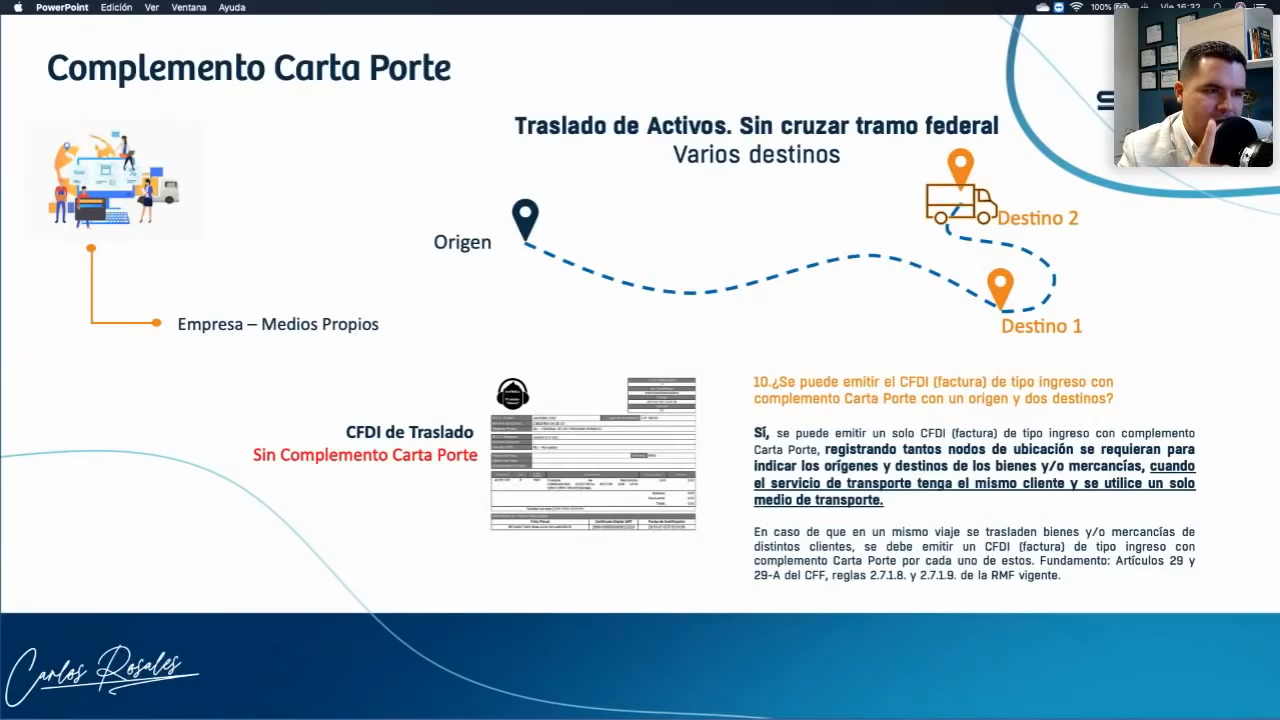 PowerPoint Edición Ver Ventana Ayuda
100%
Vie 16:32
Complemento Carta Porte
Traslado de Activos. Sin cruzar tramo federal
Varios destinos
Origen
Destino 2
Destino 1
Empresa – Medios Propios
CFDI de Traslado
Sin Complemento Carta Porte
10.¿Se puede emitir el CFDI (factura) de tipo ingreso con
complemento Carta Porte con un origen y dos destinos?
Sí, se puede emitir un solo CFDI (factura) de tipo ingreso con complemento
Carta Porte, registrando tantos nodos de ubicación se requieran para
indicar los orígenes y destinos de los bienes y/o mercancías, cuando
el servicio de transporte tenga el mismo cliente y se utilice un solo
medio de transporte.
En caso de que en un mismo viaje se trasladen bienes y/o mercancías de
distintos clientes, se debe emitir un CFDI (factura) de tipo ingreso con
complemento Carta Porte por cada uno de estos. Fundamento: Artículos 29 y
29-A del CFF, reglas 2.7.1.8. y 2.7.1.9. de la RMF vigente.
Carlos Rosales